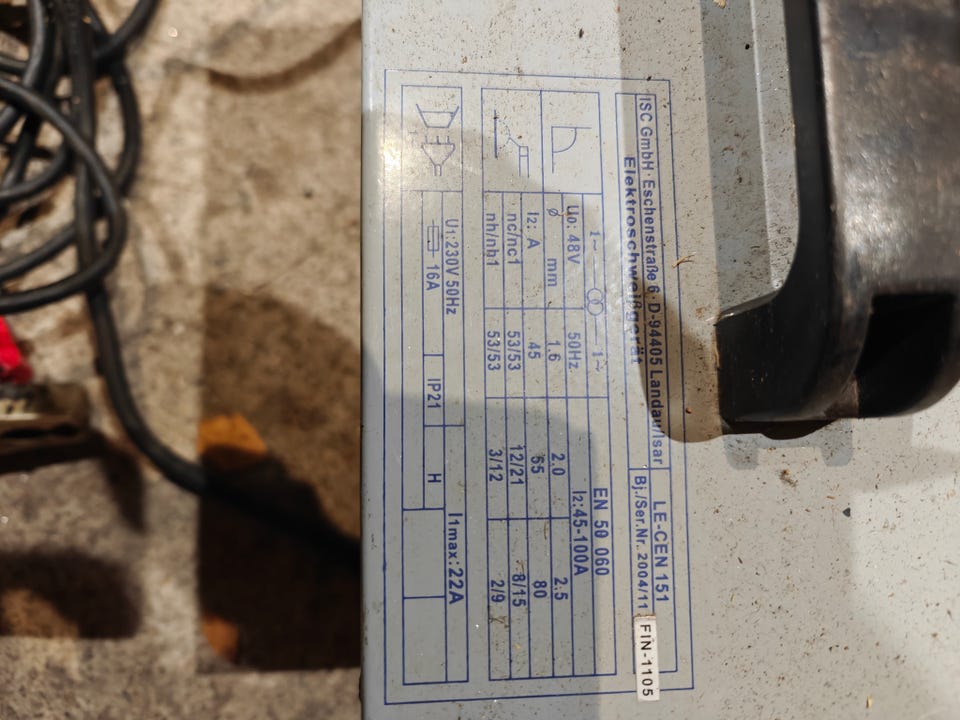 ISC GmbH · Eschenstraße 6 · D-94405 Landau/Isar LE-CEN 151
Elektroschweißgerät Bj./Ser.Nr. 2004/11 FIN-1105
1~ 1~ EN 50 060
U0: 48V 50Hz I2:45-100A
ø mm 1.6 2.0 2.5
I2: A 45 55 80
nc/nc1 53/53 12/21 8/15
nh/nh1 53/53 3/12 2/9
U1:230V 50Hz I1max:22A
16A IP21 H